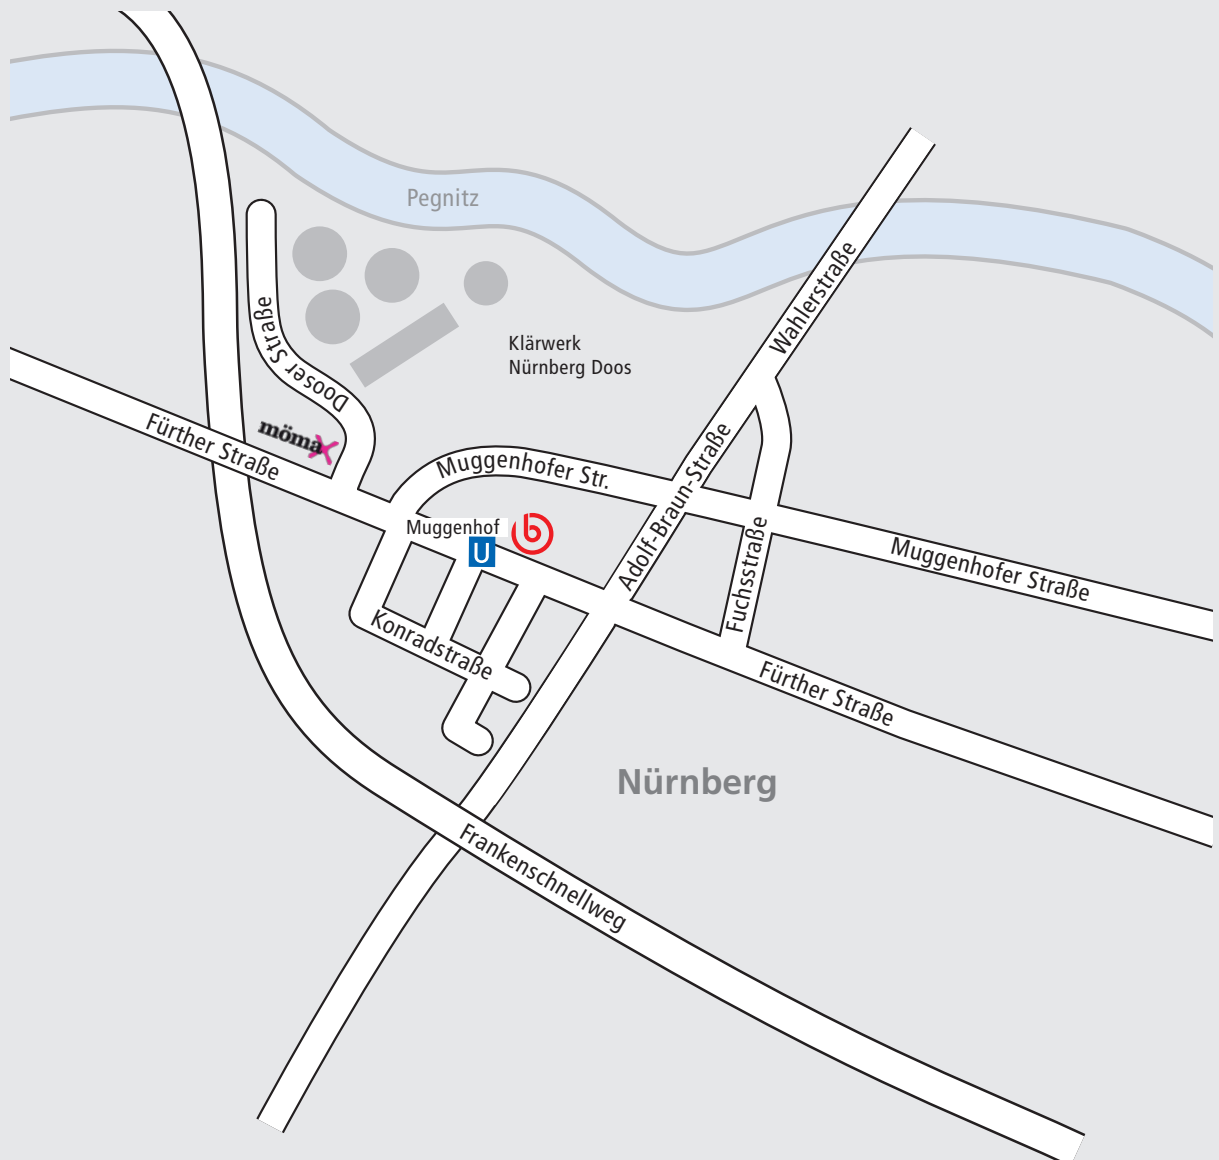 Pegnitz
Wahlerstraße
Dooser Straße
Klärwerk
Nürnberg Doos
Fürther Straße
mömax
Muggenhofer Str.
Adolf-Braun-Straße
Muggenhof
b
U
Fuchsstraße
Muggenhofer Straße
Konradstraße
Fürther Straße
Nürnberg
Frankenschnellweg